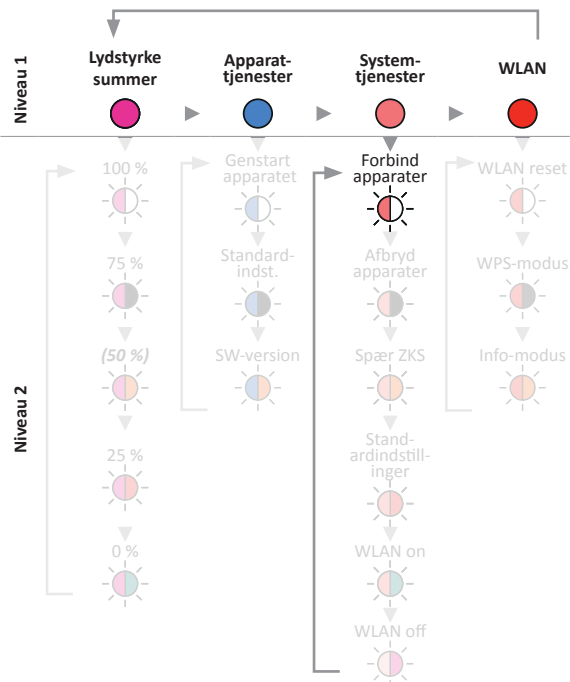 Niveau 1
Lydstyrke
summer
Apparat-
tjenester
System-
tjenester
WLAN
Niveau 2
100 %
75 %
(50 %)
25 %
0 %
Genstart
apparatet
Standard-
indst.
SW-version
Forbind
apparater
Afbryd
apparater
Spær ZKS
Stand-
ardindstill-
inger
WLAN on
WLAN off
WLAN reset
WPS-modus
Info-modus